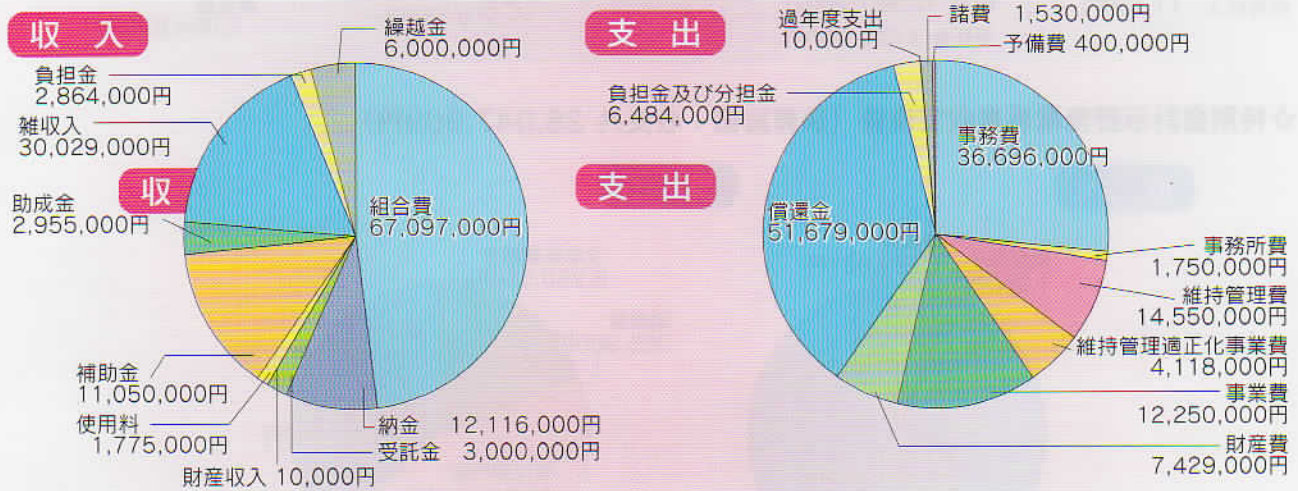 収 入
繰越金
6,000,000円
負担金
2,864,000円
雑収入
30,029,000円
収
助成金
2,955,000円
組合費
67,097,000円
補助金
11,050,000円
使用料
1,775,000円
財産収入 10,000円
納金 12,116,000円
受託金 3,000,000円
支 出
過年度支出
10,000円
諸費 1,530,000円
予備費 400,000円
負担金及び分担金
6,484,000円
事務費
36,696,000円
支 出
償還金
51,679,000円
事務所費
1,750,000円
維持管理費
14,550,000円
維持管理適正化事業費
4,118,000円
事業費
12,250,000円
財産費
7,429,000円